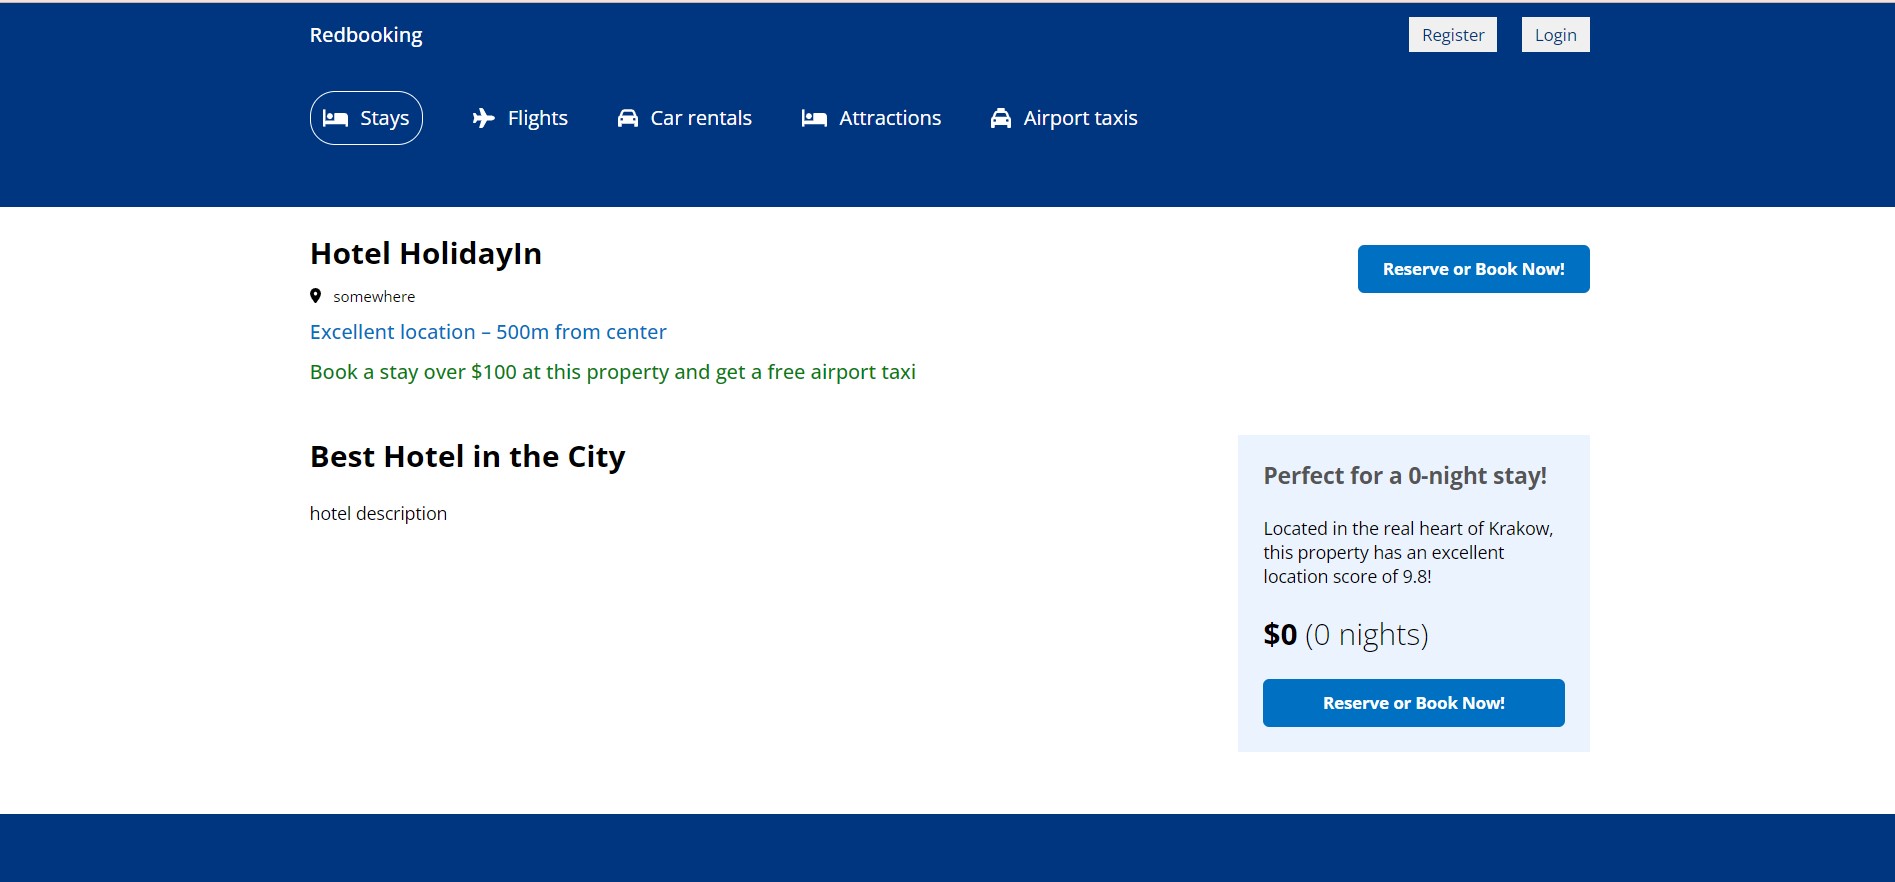 Redbooking
Register
Login
Stays
Flights
Car rentals
Attractions
Airport taxis
Hotel HolidayIn
Reserve or Book Now!
somewhere
Excellent location – 500m from center
Book a stay over $100 at this property and get a free airport taxi
Best Hotel in the City
hotel description
Perfect for a 0-night stay!
Located in the real heart of Krakow,
this property has an excellent
location score of 9.8!
$0 (0 nights)
Reserve or Book Now!